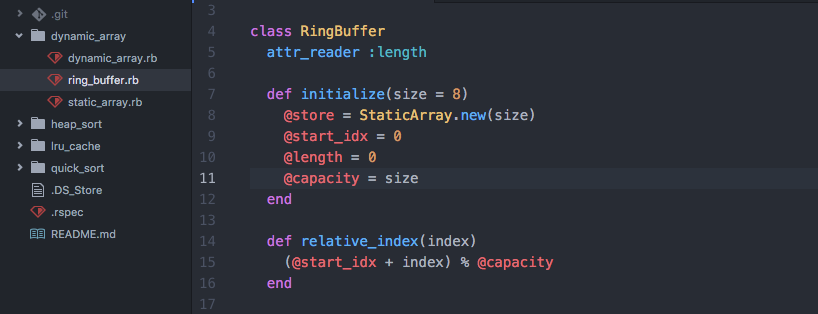 .git
dynamic_array
dynamic_array.rb
ring_buffer.rb
static_array.rb
heap_sort
lru_cache
quick_sort
.DS_Store
.rspec
README.md
3
4 class RingBuffer
5 attr_reader :length
6
7 def initialize(size = 8)
8 @store = StaticArray.new(size)
9 @start_idx = 0
10 @length = 0
11 @capacity = size
12 end
13
14 def relative_index(index)
15 (@start_idx + index) % @capacity
16 end
17